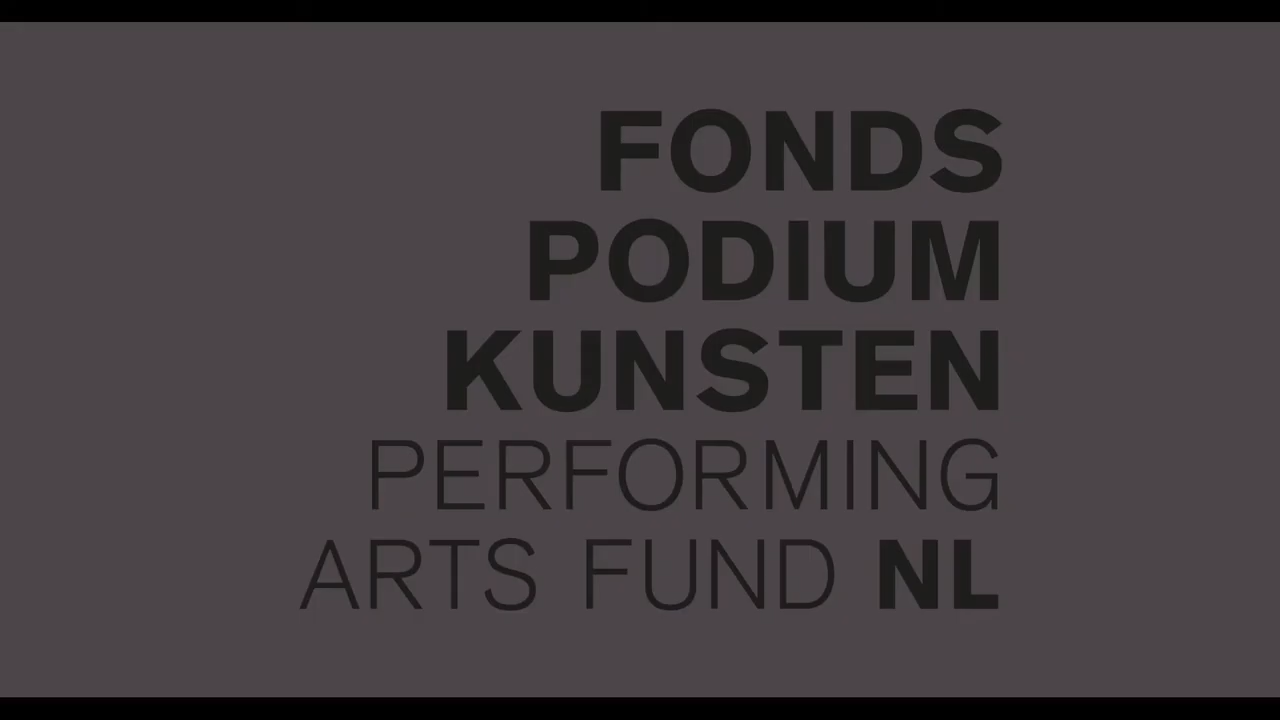 FONDS
PODIUM
KUNSTEN
PERFORMING
ARTS FUND NL